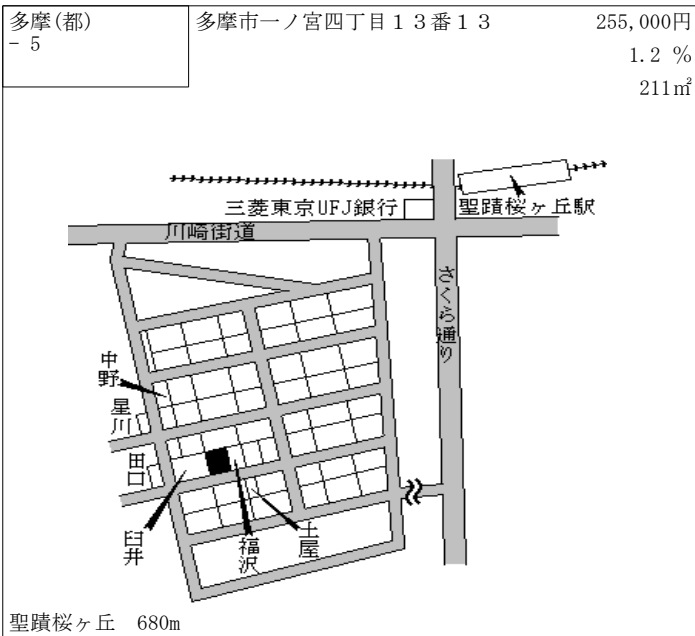 多摩(都)
- 5
多摩市一ノ宮四丁目１３番１３
255,000円
1.2 %
211㎡
三菱東京UFJ銀行
聖蹟桜ヶ丘駅
川崎街道
さくら通り
中野
星川
田口
臼井
福沢
土屋
聖蹟桜ヶ丘　680m